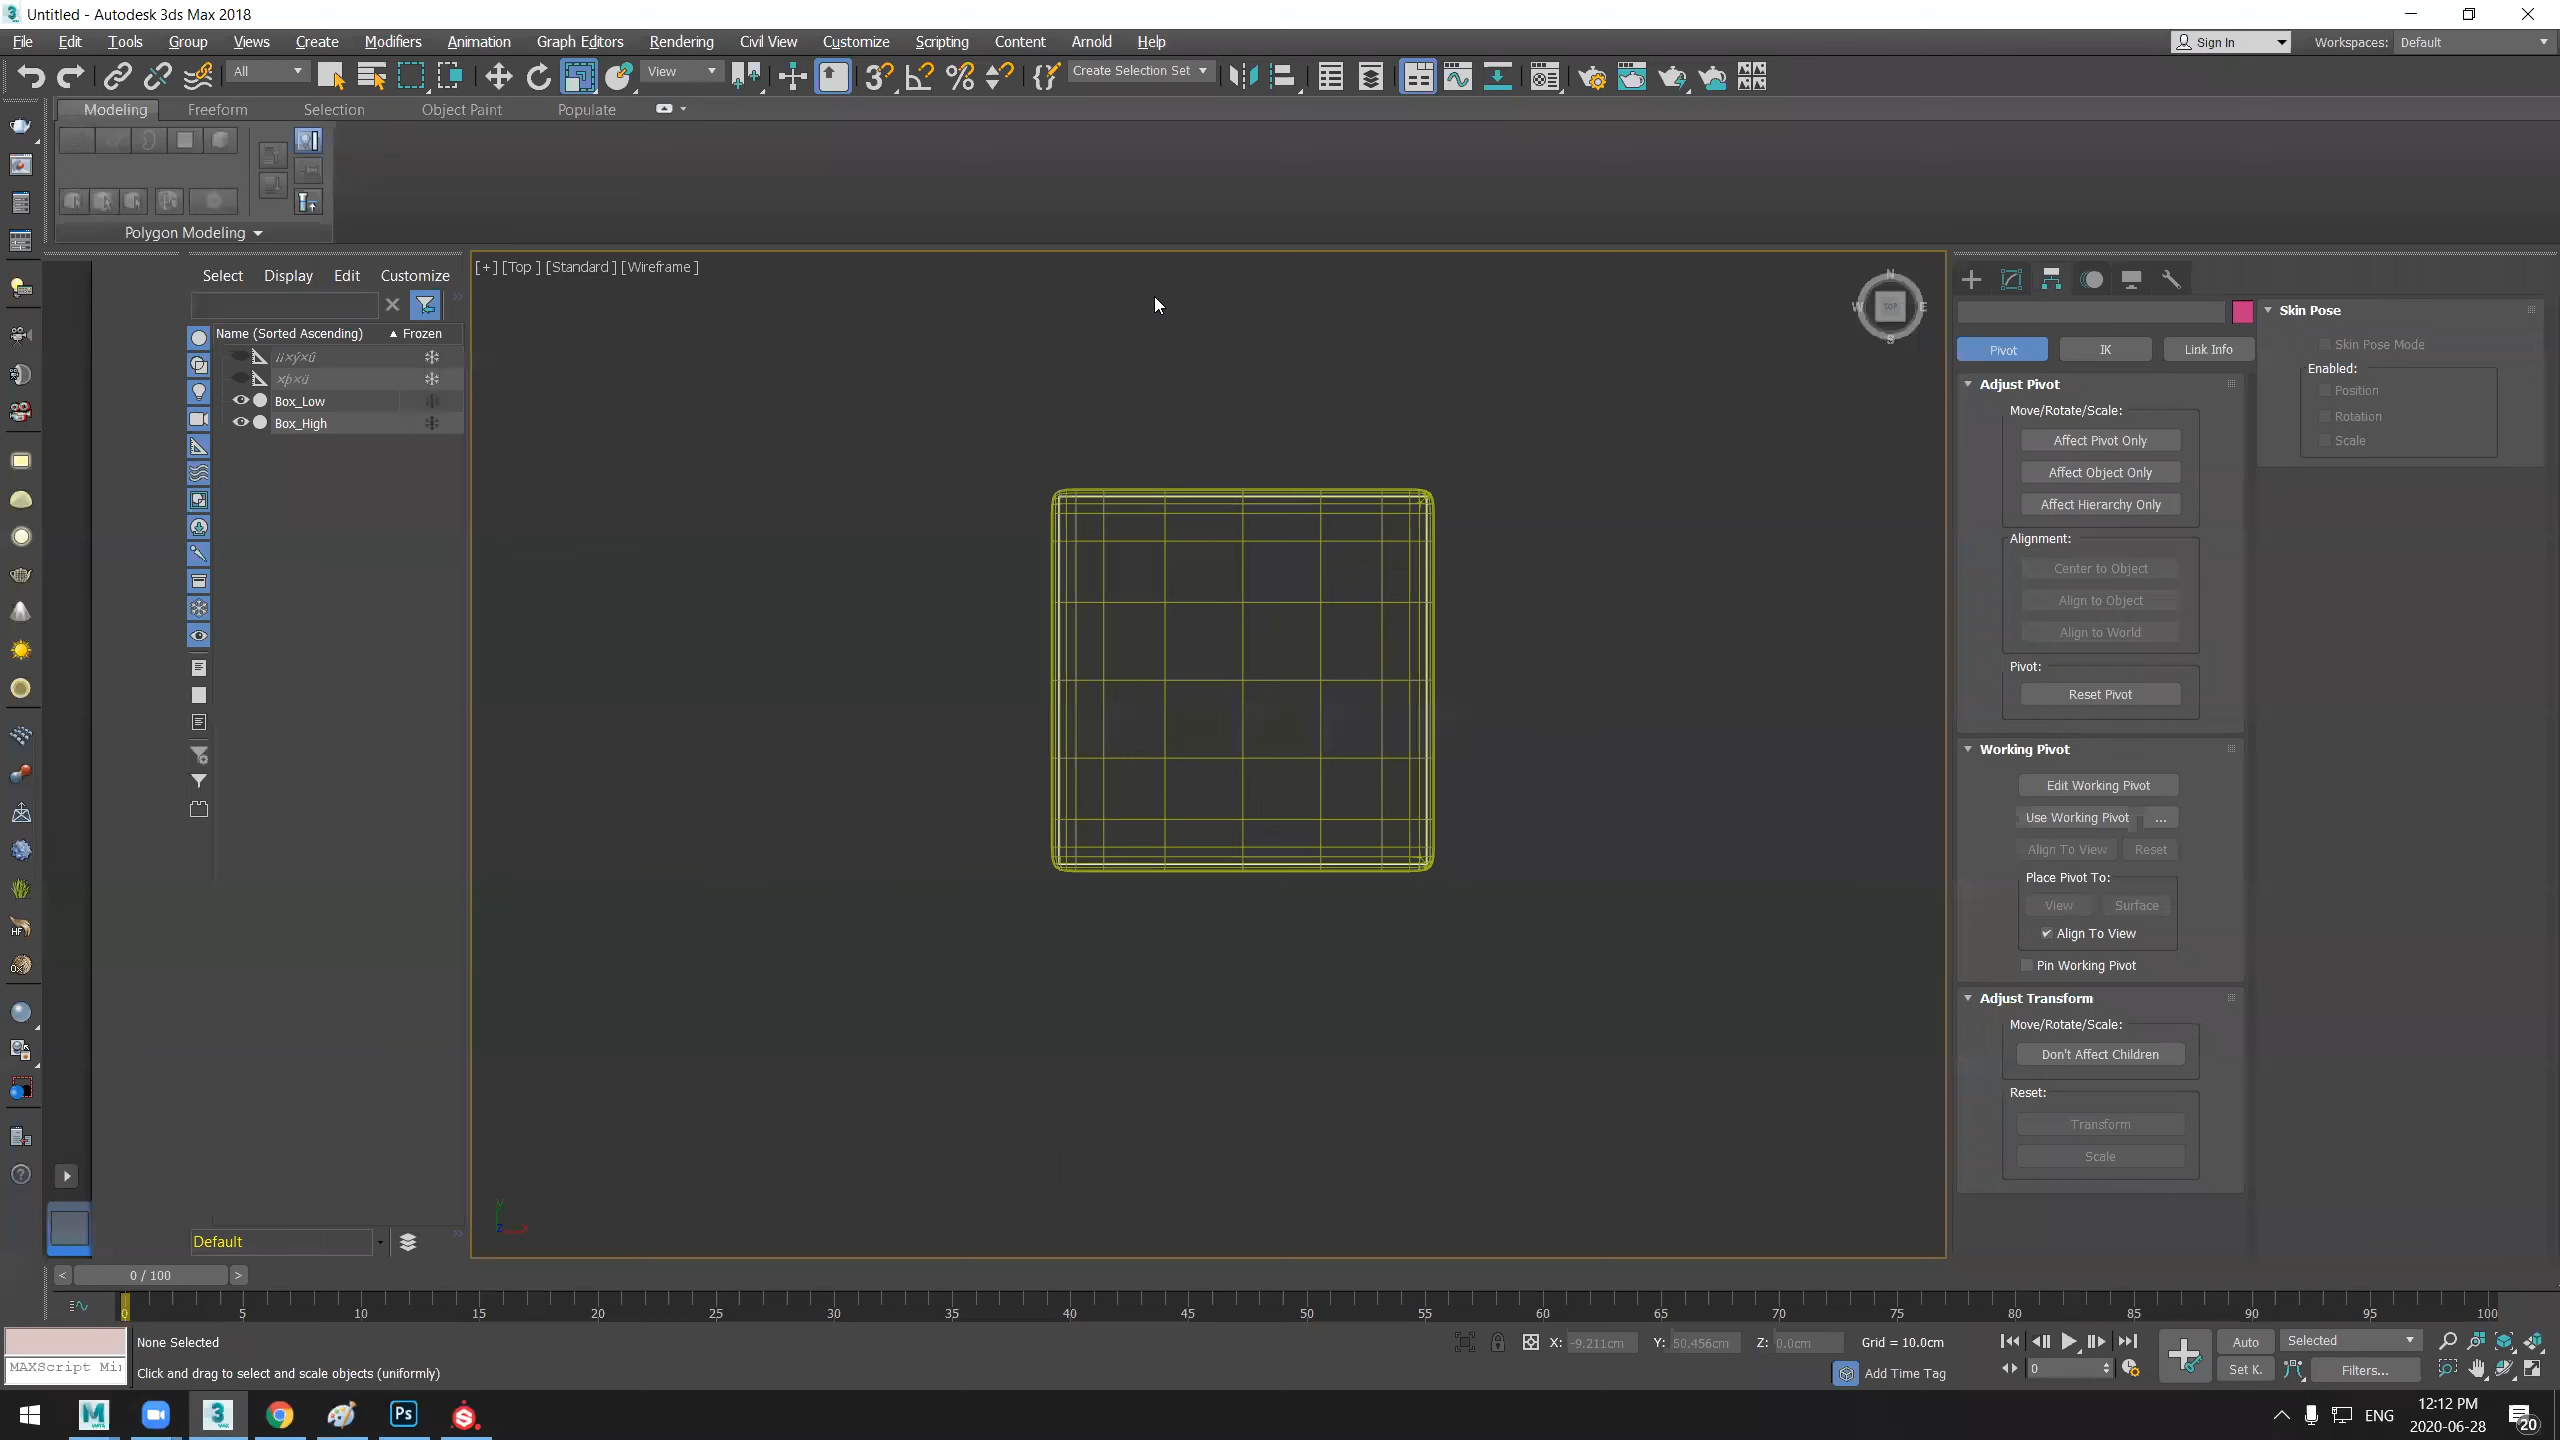 Untitled - Autodesk 3ds Max 2018
File Edit Tools Group Views Create Modifiers Animation Graph Editors Rendering Civil View Customize Scripting Content Arnold Help
Sign In Workspaces: Default
All View Create Selection Set
Modeling Freeform Selection Object Paint Populate
Polygon Modeling
Select Display Edit Customize
Name (Sorted Ascending) Frozen
Box_Low
Box_High
Default
[+] [Top ] [Standard ] [Wireframe ]
N
W TOP E
S
y
z x
Pivot IK Link Info
Adjust Pivot
Move/Rotate/Scale:
Affect Pivot Only
Affect Object Only
Affect Hierarchy Only
Alignment:
Center to Object
Align to Object
Align to World
Pivot:
Reset Pivot
Working Pivot
Edit Working Pivot
Use Working Pivot ...
Align To View Reset
Place Pivot To:
View Surface
Align To View
Pin Working Pivot
Adjust Transform
Move/Rotate/Scale:
Don't Affect Children
Reset:
Transform
Scale
Skin Pose
Skin Pose Mode
Enabled:
Position
Rotation
Scale
< 0 / 100 >
0 5 10 15 20 25 30 35 40 45 50 55 60 65 70 75 80 85 90 95 100
None Selected
X: -9.211cm Y: 50.456cm Z: 0.0cm Grid = 10.0cm
Auto Selected
MAXScript Mi
Click and drag to select and scale objects (uniformly)
Add Time Tag
0
Set K. Filters...
ENG
12:12 PM
2020-06-28
20